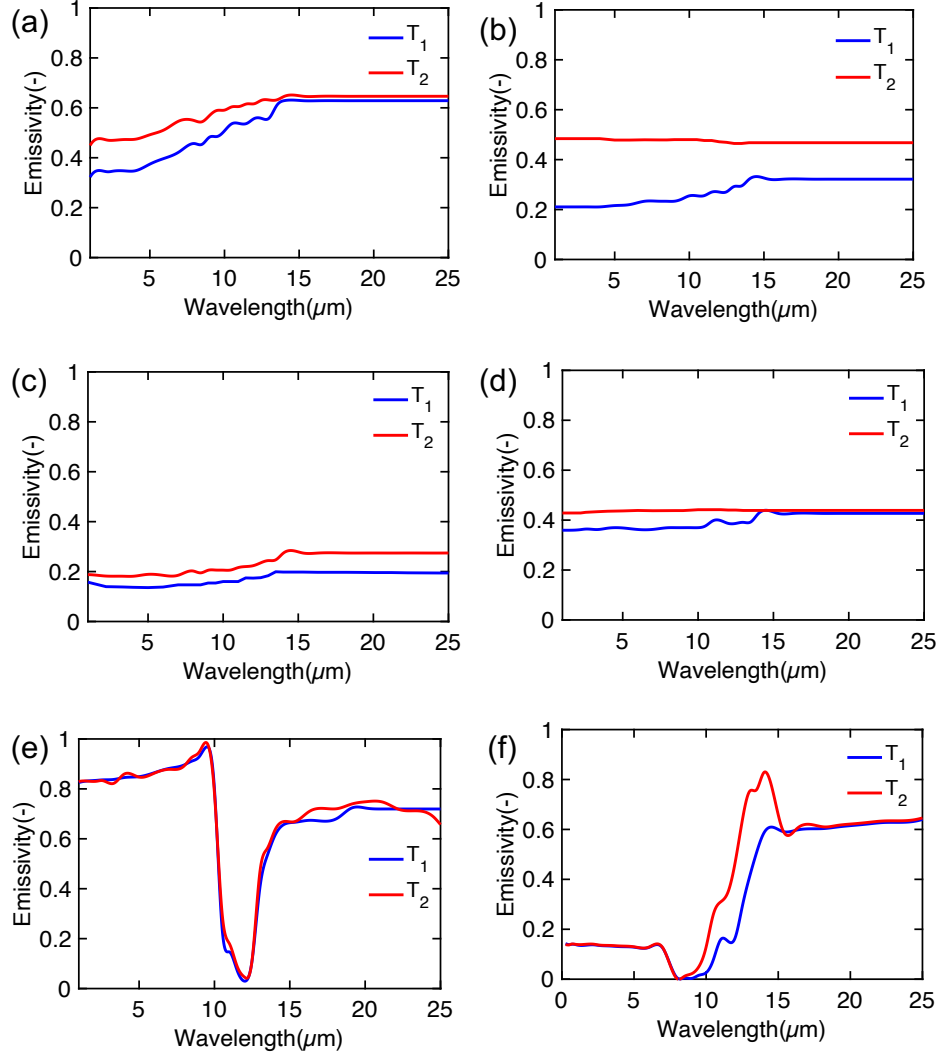 (a)
1
0.8
0.6
0.4
0.2
0
Emissivity(-)
T1
T2
5 10 15 20 25
Wavelength(µm)
(b)
1
0.8
0.6
0.4
0.2
0
Emissivity(-)
T1
T2
5 10 15 20 25
Wavelength(µm)
(c)
1
0.8
0.6
0.4
0.2
0
Emissivity(-)
T1
T2
5 10 15 20 25
Wavelength(µm)
(d)
1
0.8
0.6
0.4
0.2
0
Emissivity(-)
T1
T2
5 10 15 20 25
Wavelength(µm)
(e)
1
0.8
0.6
0.4
0.2
0
Emissivity(-)
T1
T2
5 10 15 20 25
Wavelength(µm)
(f)
1
0.8
0.6
0.4
0.2
0
Emissivity(-)
T1
T2
0 5 10 15 20 25
Wavelength(µm)